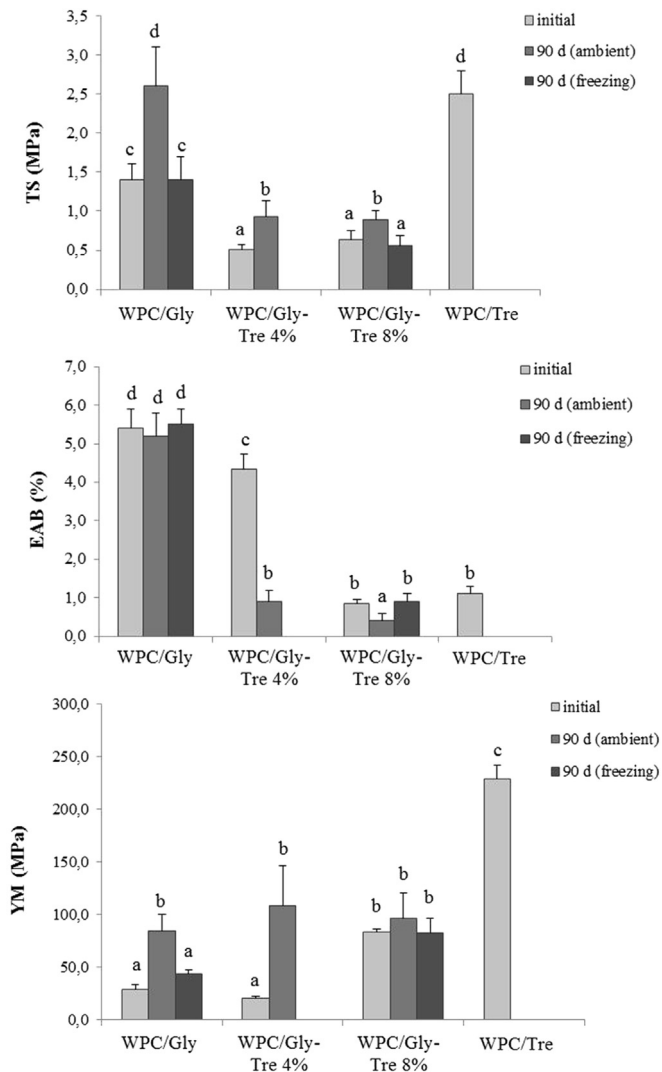 3,5
3,0
2,5
2,0
1,5
1,0
0,5
0,0
TS (MPa)
c d c
a b
a b a
d
WPC/Gly WPC/Gly- WPC/Gly- WPC/Tre
Tre 4% Tre 8%
initial
90 d (ambient)
90 d (freezing)
7,0
6,0
5,0
4,0
3,0
2,0
1,0
0,0
EAB (%)
d d d
c b
b a b
b
WPC/Gly WPC/Gly- WPC/Gly- WPC/Tre
Tre 4% Tre 8%
initial
90 d (ambient)
90 d (freezing)
300,0
250,0
200,0
150,0
100,0
50,0
0,0
YM (MPa)
a b a
a b
b b b
c
WPC/Gly WPC/Gly- WPC/Gly- WPC/Tre
Tre 4% Tre 8%
initial
90 d (ambient)
90 d (freezing)